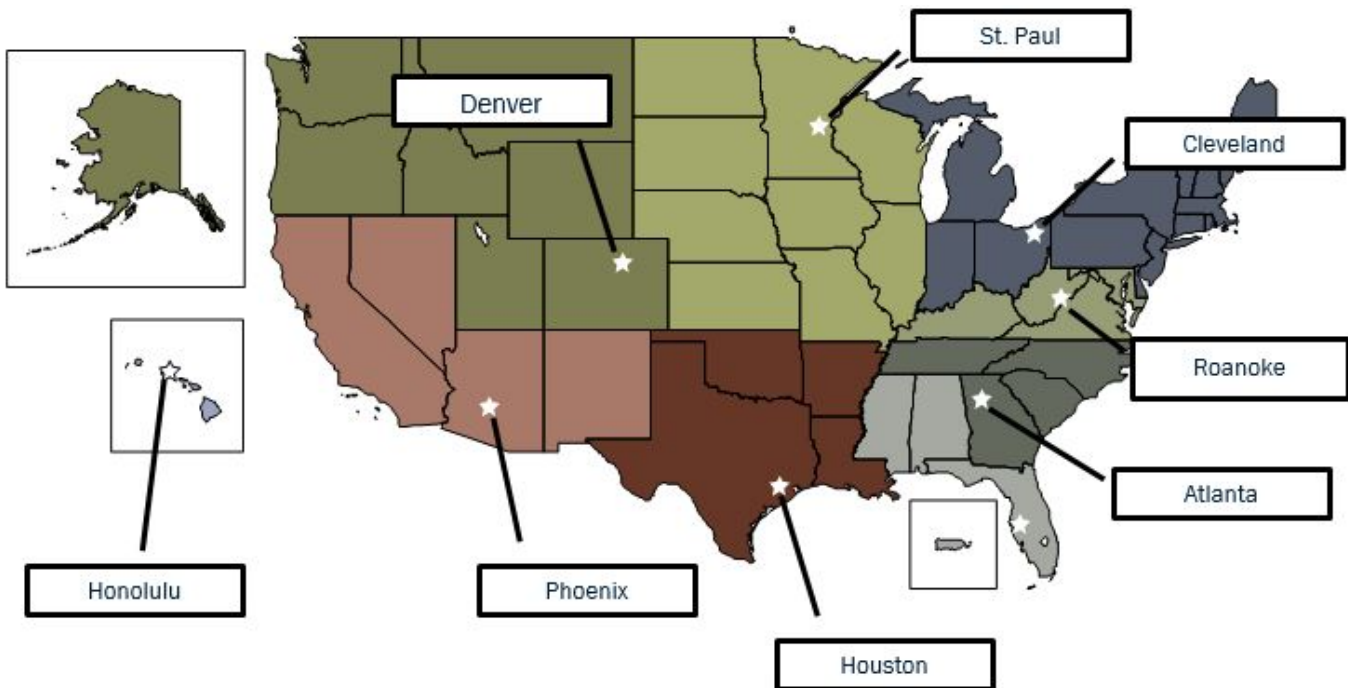 St. Paul
Denver
Cleveland
Roanoke
Atlanta
Honolulu
Phoenix
Houston